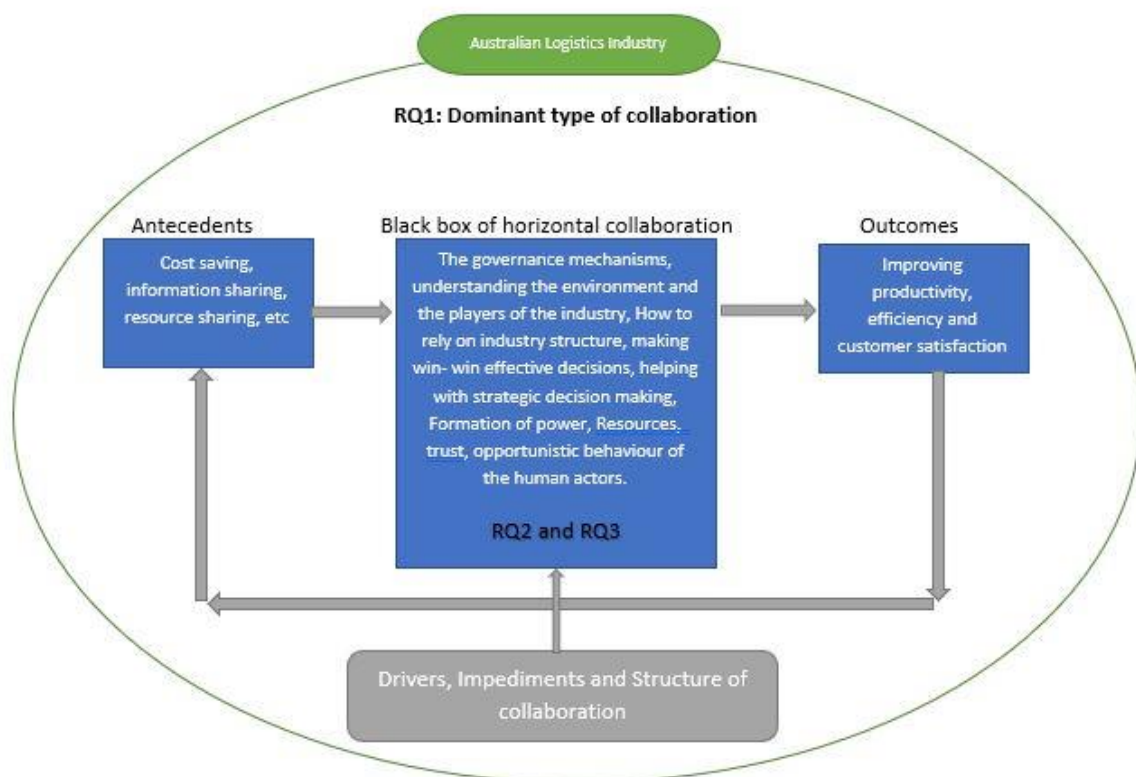 Australian Logistics Industry
RQ1: Dominant type of collaboration
Antecedents
Cost saving,
information sharing,
resource sharing, etc
Black box of horizontal collaboration
The governance mechanisms,
understanding the environment and
the players of the industry, How to
rely on industry structure, making
win- win effective decisions, helping
with strategic decision making,
Formation of power, Resources.
trust, opportunistic behaviour of
the human actors.
RQ2 and RQ3
Outcomes
Improving
productivity,
efficiency and
customer satisfaction
Drivers, Impediments and Structure of
collaboration